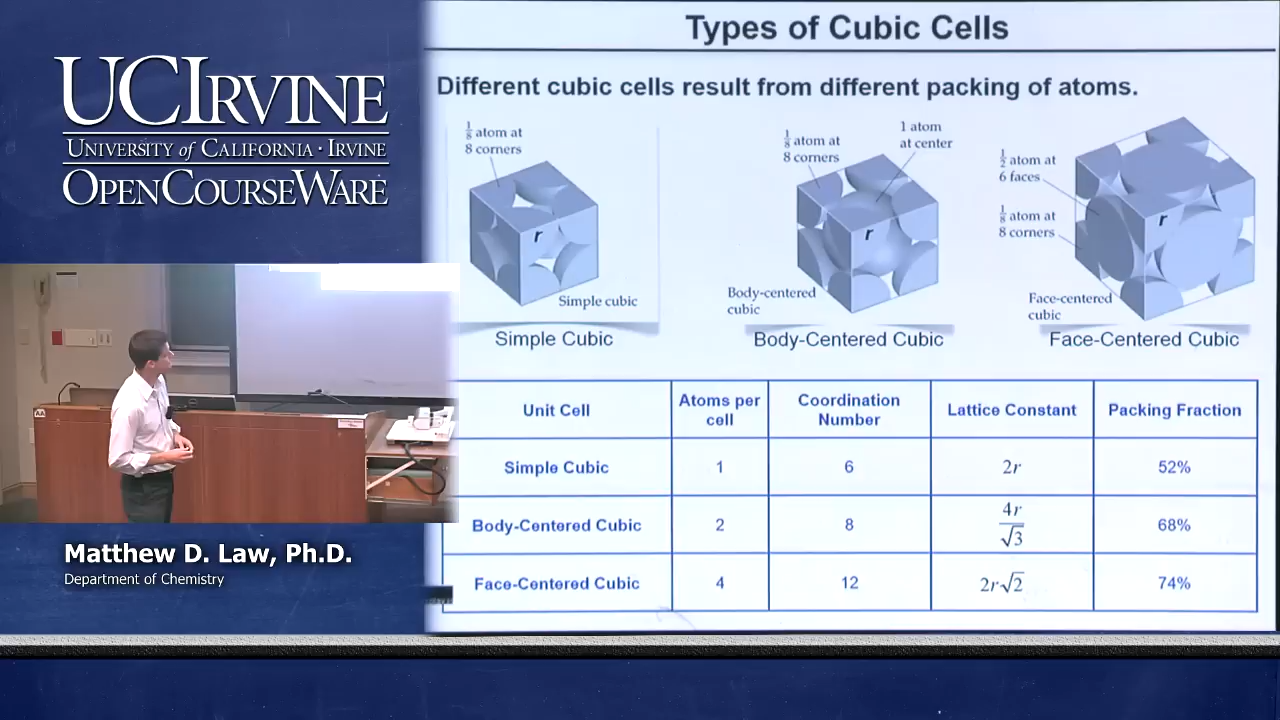 UCIRVINE
UNIVERSITY of CALIFORNIA · IRVINE
OPENCOURSEWARE
Matthew D. Law, Ph.D.
Department of Chemistry
Types of Cubic Cells
Different cubic cells result from different packing of atoms.
1/8 atom at
8 corners
r
Simple cubic
Simple Cubic
1/8 atom at
8 corners
1 atom
at center
r
Body-centered
cubic
Body-Centered Cubic
1/2 atom at
6 faces
1/8 atom at
8 corners
r
Face-centered
cubic
Face-Centered Cubic
Unit Cell | Atoms per cell | Coordination Number | Lattice Constant | Packing Fraction
Simple Cubic | 1 | 6 | 2r | 52%
Body-Centered Cubic | 2 | 8 | 4r/√3 | 68%
Face-Centered Cubic | 4 | 12 | 2r√2 | 74%
AA